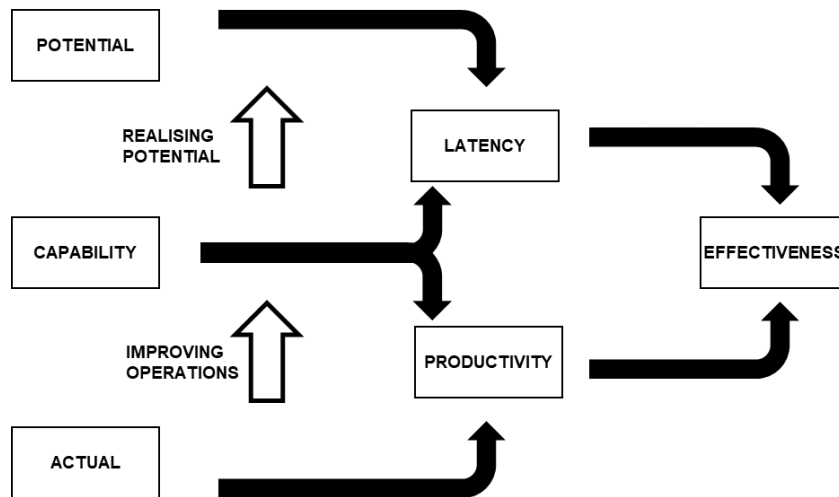 POTENTIAL
REALISING
POTENTIAL
LATENCY
CAPABILITY
EFFECTIVENESS
IMPROVING
OPERATIONS
PRODUCTIVITY
ACTUAL